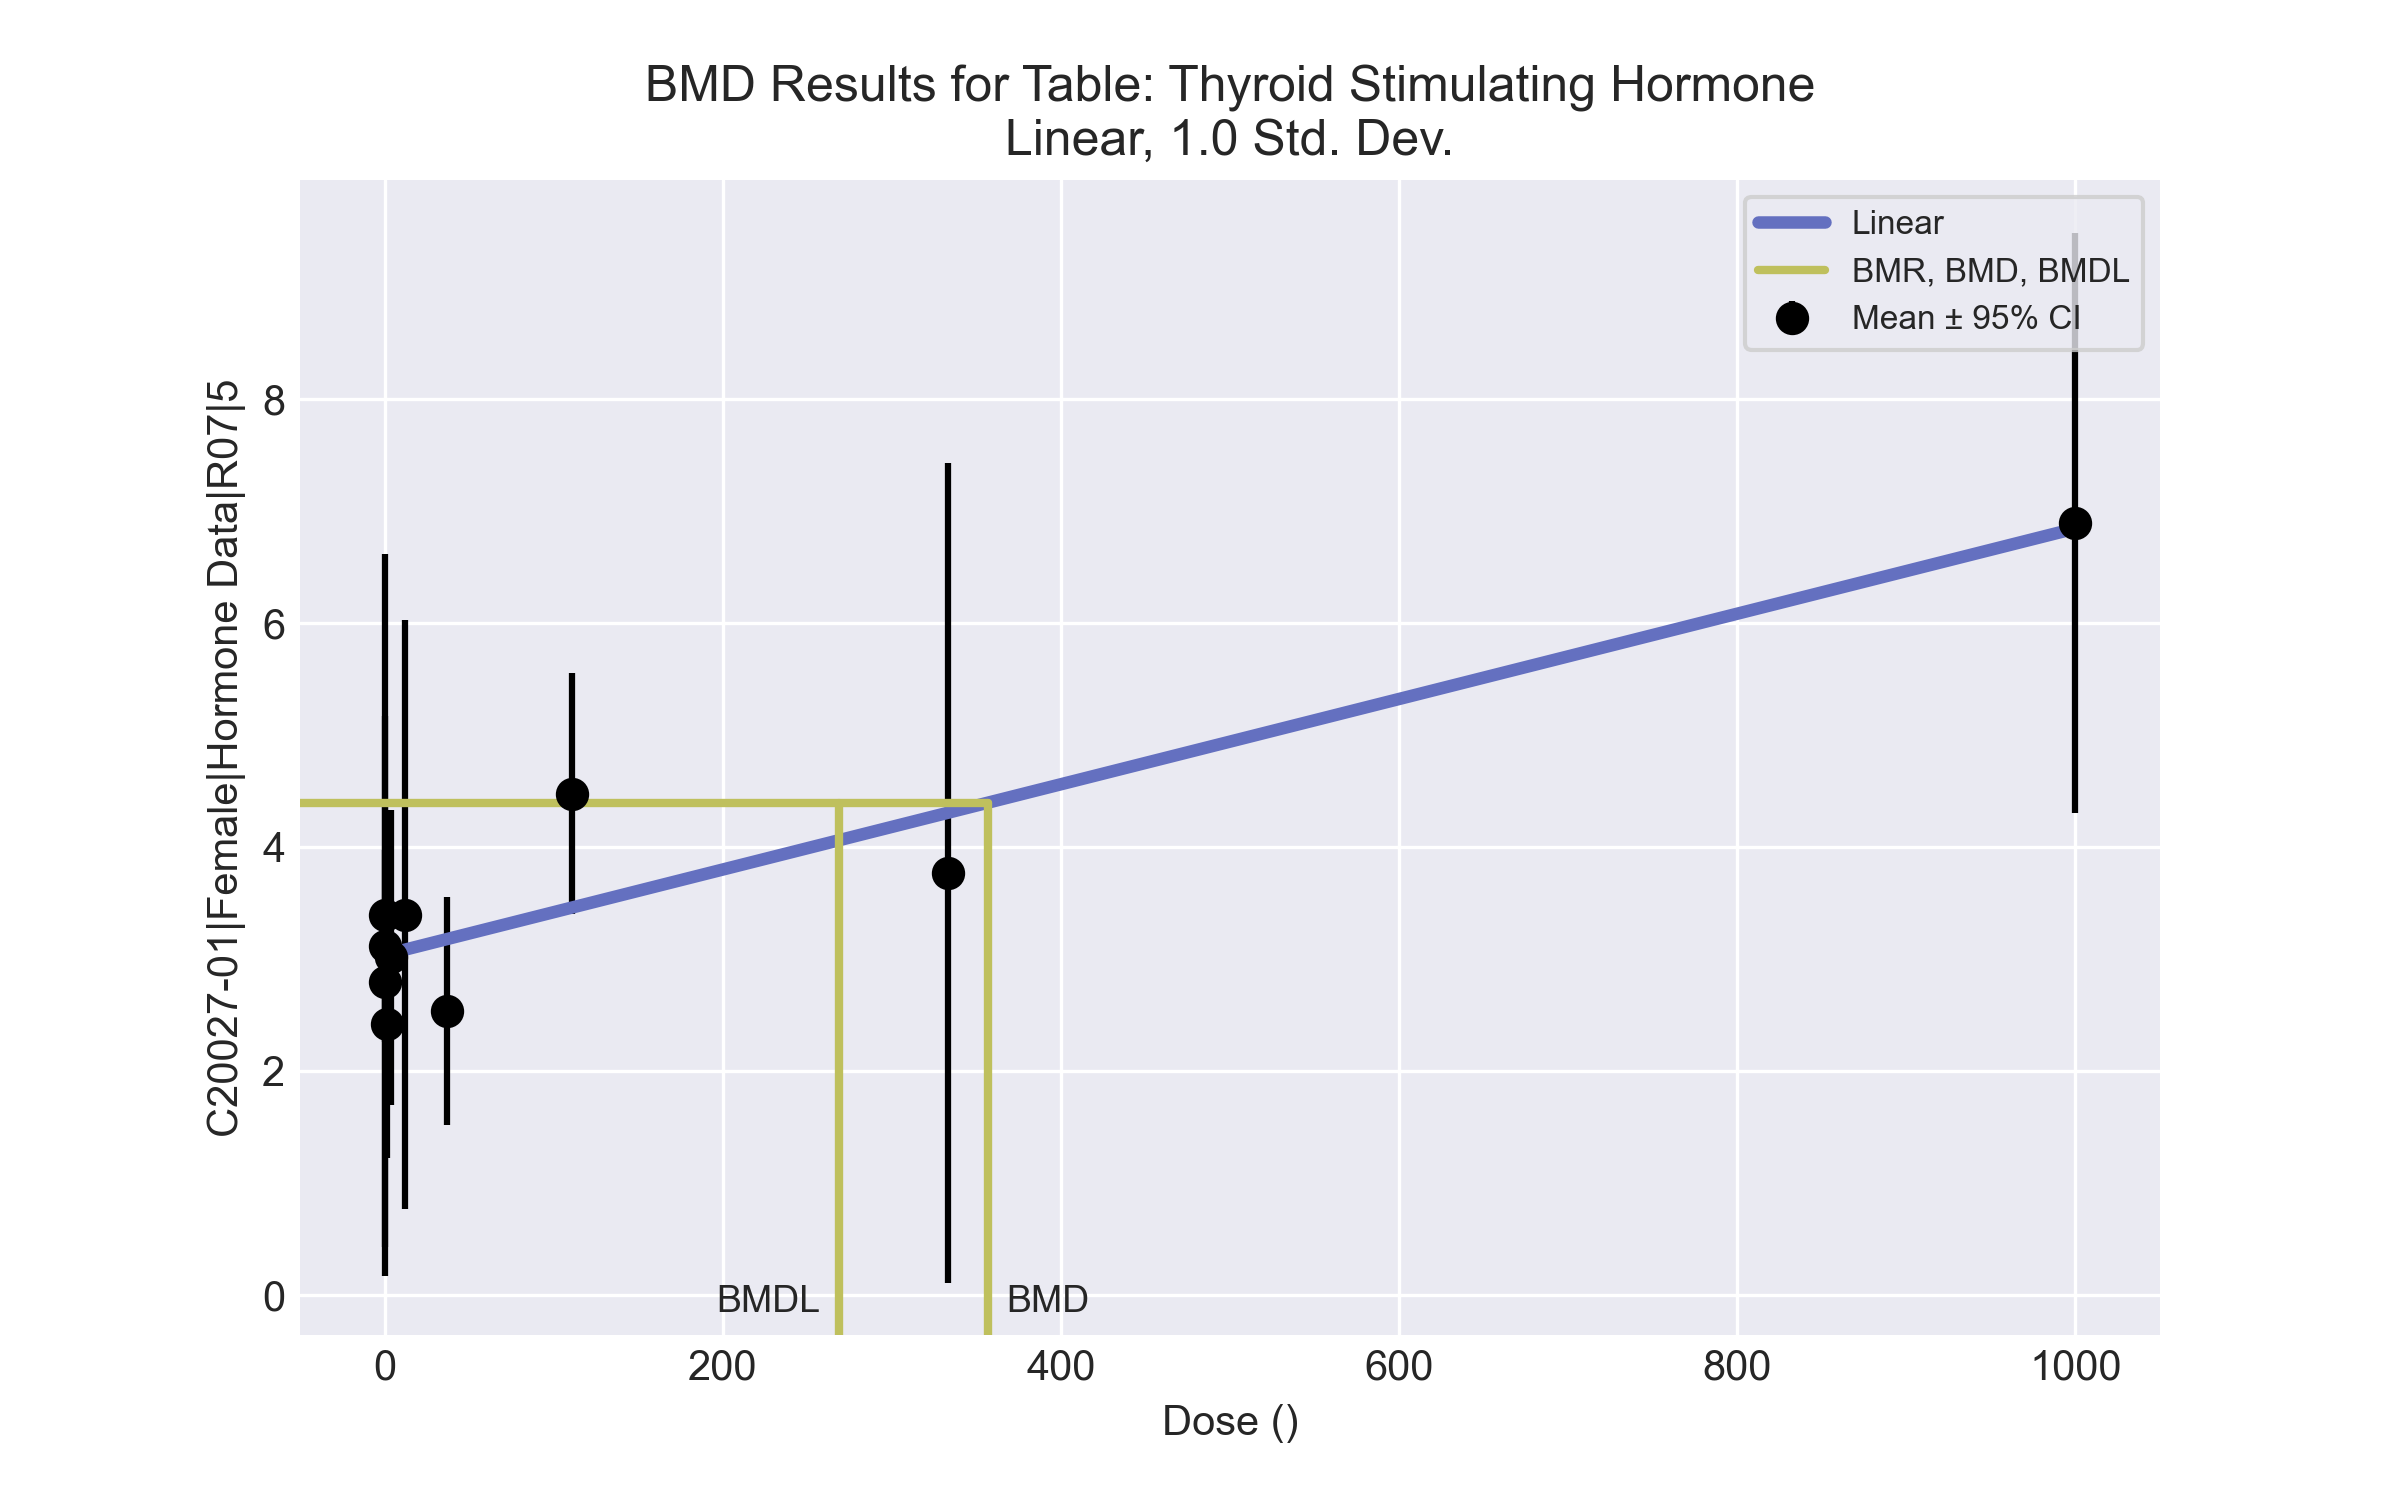 BMD Results for Table: Thyroid Stimulating Hormone
Linear, 1.0 Std. Dev.
Linear
BMR, BMD, BMDL
Mean ± 95% CI
C20027-01|Female|Hormone Data|R07|5
8
6
4
2
0
BMDL
BMD
0
200
400
600
800
1000
Dose ()